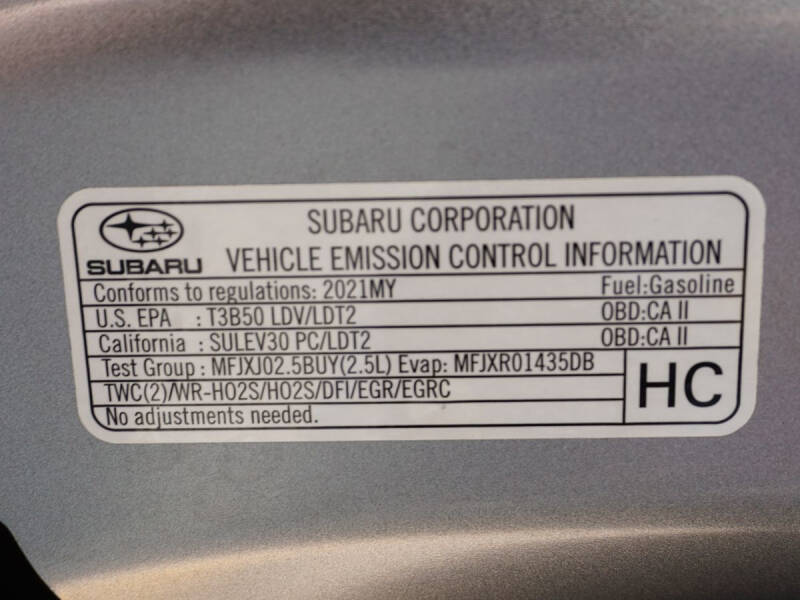 SUBARU
SUBARU CORPORATION
VEHICLE EMISSION CONTROL INFORMATION
Conforms to regulations: 2021MY Fuel:Gasoline
U.S. EPA : T3B50 LDV/LDT2 OBD:CA II
California : SULEV30 PC/LDT2 OBD:CA II
Test Group : MFJXJ02.5BUY(2.5L) Evap: MFJXR01435DB
TWC(2)/WR-HO2S/HO2S/DFI/EGR/EGRC
No adjustments needed.
HC